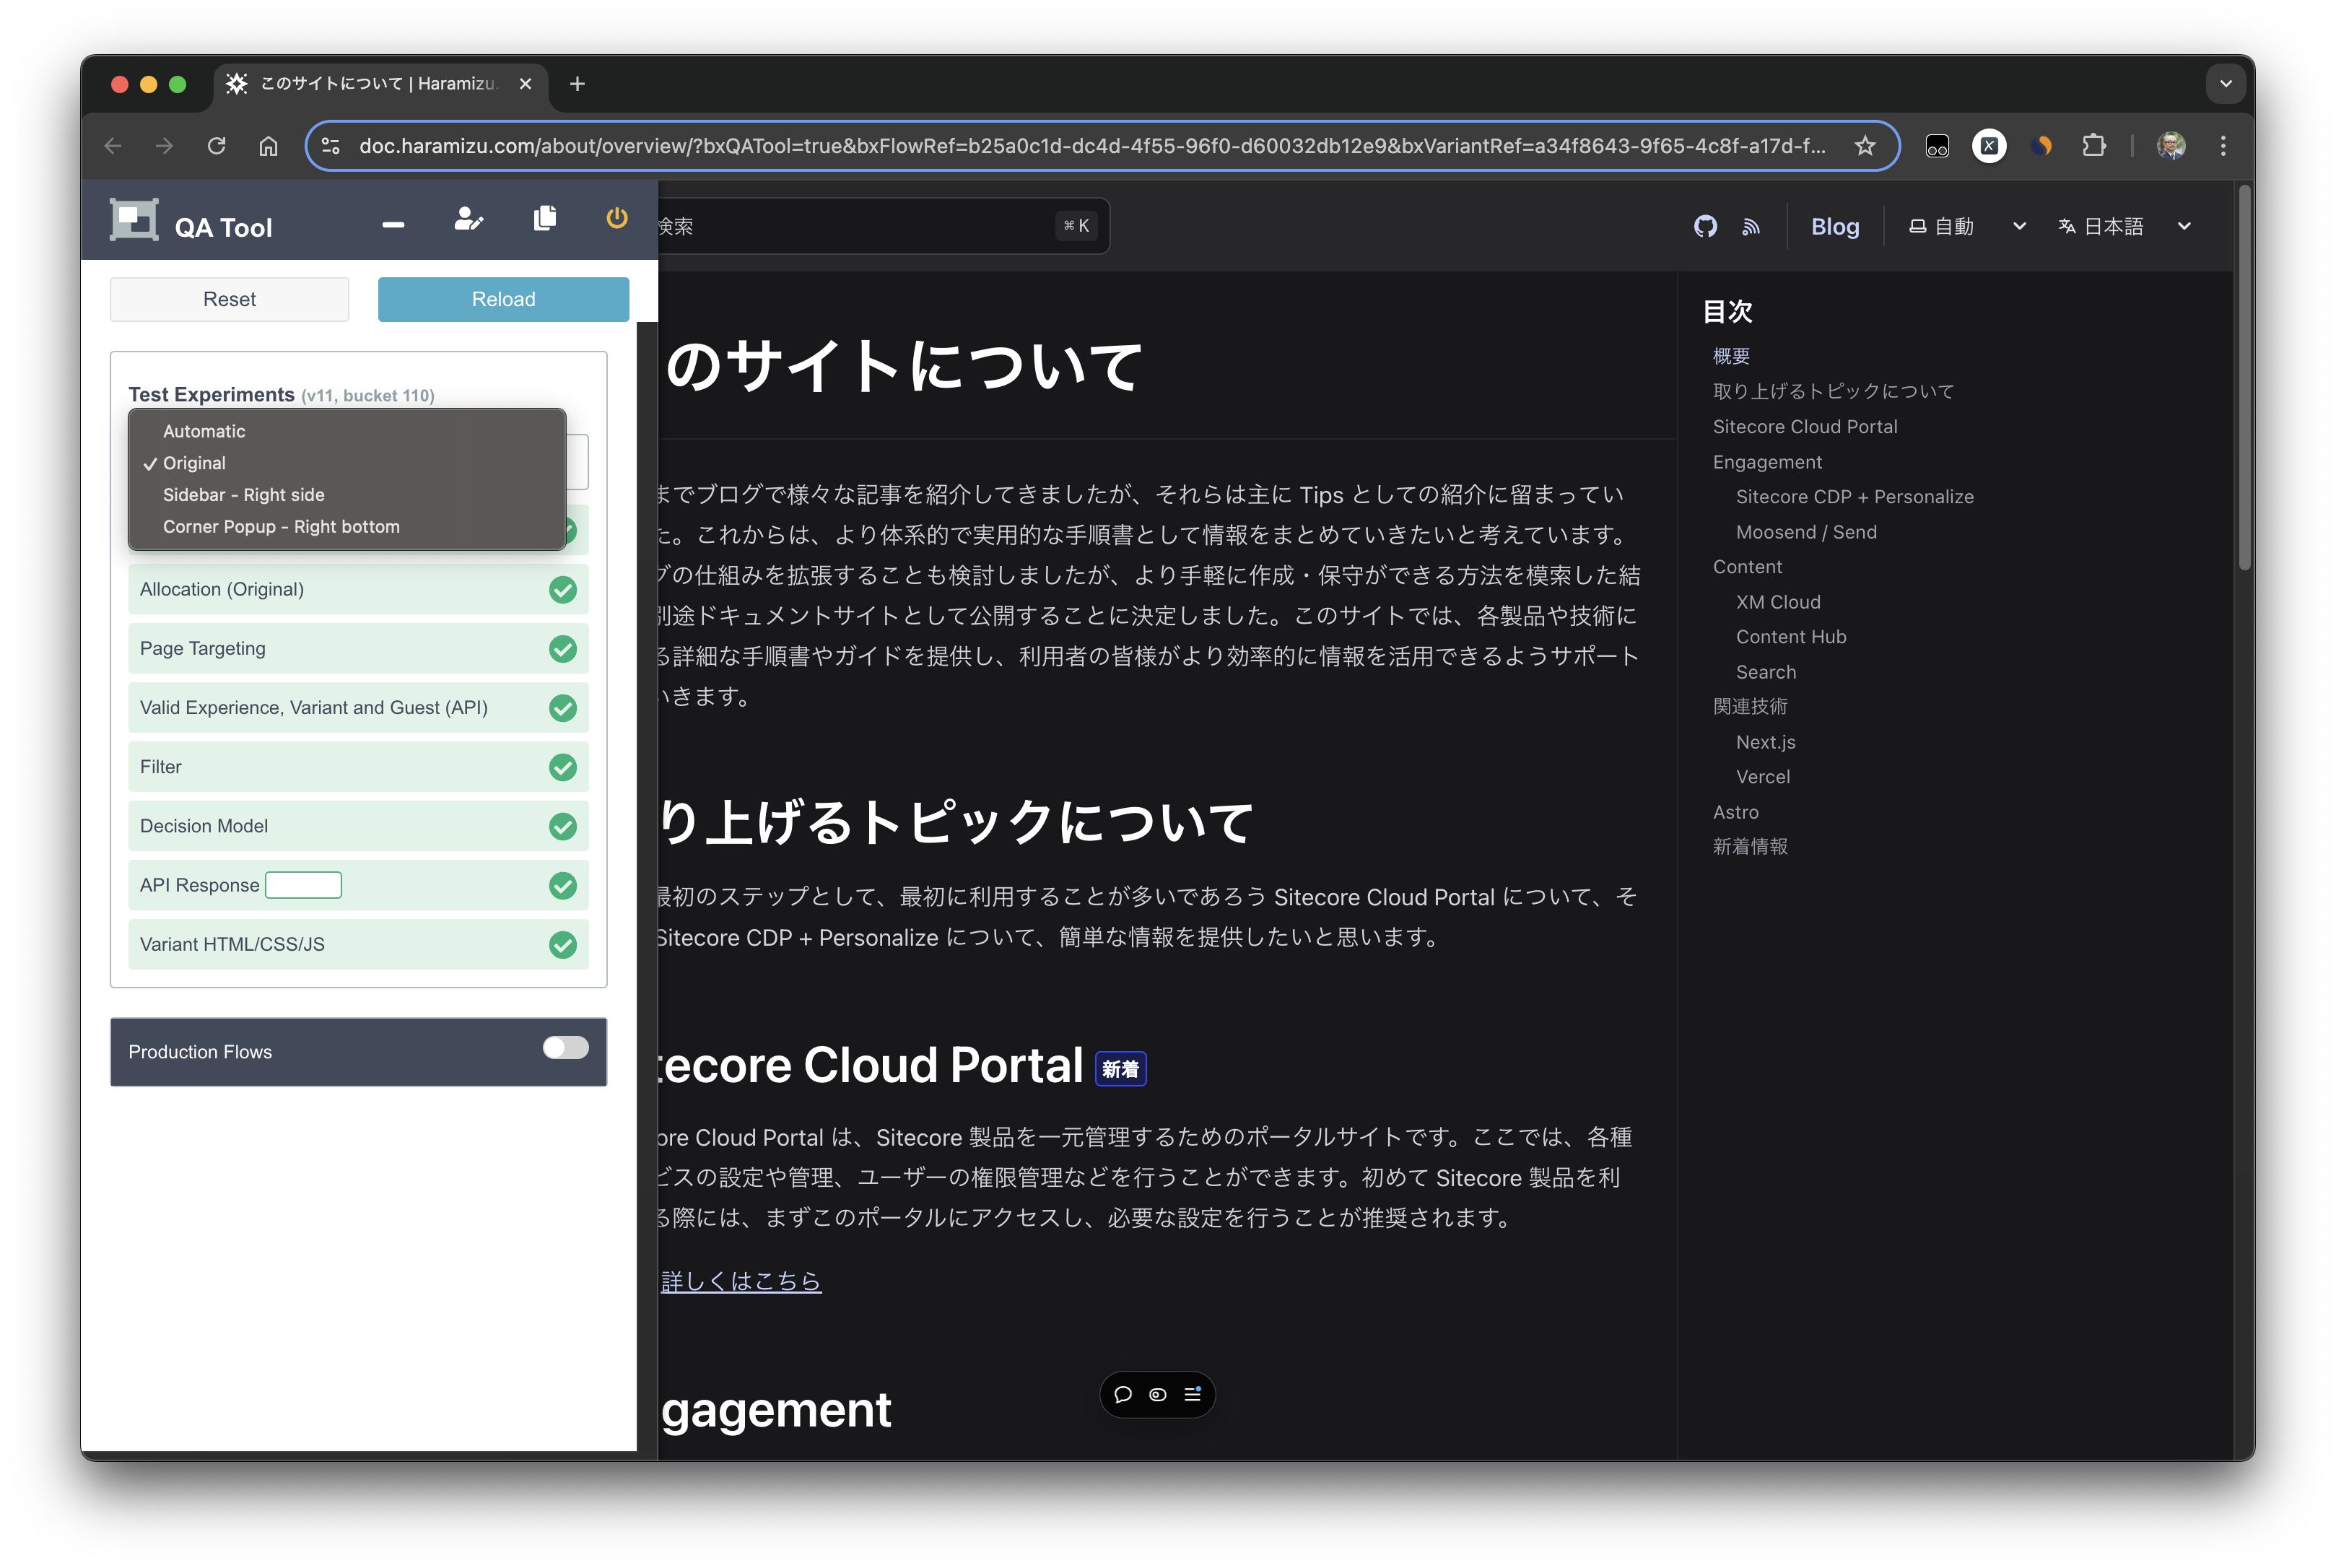 このサイトについて | Haramizu.
doc.haramizu.com/about/overview/?bxQATool=true&bxFlowRef=b25a0c1d-dc4d-4f55-96f0-d60032db12e9&bxVariantRef=a34f8643-9f65-4c8f-a17d-f...
QA Tool
Reset
Reload
Test Experiments (v11, bucket 110)
Automatic
Original
Sidebar - Right side
Corner Popup - Right bottom
Allocation (Original)
Page Targeting
Valid Experience, Variant and Guest (API)
Filter
Decision Model
API Response
Variant HTML/CSS/JS
Production Flows
検索
⌘ K
Blog
自動
日本語
のサイトについて
までブログで様々な記事を紹介してきましたが、それらは主に Tips としての紹介に留まってい
た。これからは、より体系的で実用的な手順書として情報をまとめていきたいと考えています。
グの仕組みを拡張することも検討しましたが、より手軽に作成・保守ができる方法を模索した結
別途ドキュメントサイトとして公開することに決定しました。このサイトでは、各製品や技術に
る詳細な手順書やガイドを提供し、利用者の皆様がより効率的に情報を活用できるようサポート
いきます。
り上げるトピックについて
最初のステップとして、最初に利用することが多いであろう Sitecore Cloud Portal について、そ
Sitecore CDP + Personalize について、簡単な情報を提供したいと思います。
tecore Cloud Portal 新着
ore Cloud Portal は、Sitecore 製品を一元管理するためのポータルサイトです。ここでは、各種
ビスの設定や管理、ユーザーの権限管理などを行うことができます。初めて Sitecore 製品を利
る際には、まずこのポータルにアクセスし、必要な設定を行うことが推奨されます。
詳しくはこちら
gagement
目次
概要
取り上げるトピックについて
Sitecore Cloud Portal
Engagement
Sitecore CDP + Personalize
Moosend / Send
Content
XM Cloud
Content Hub
Search
関連技術
Next.js
Vercel
Astro
新着情報